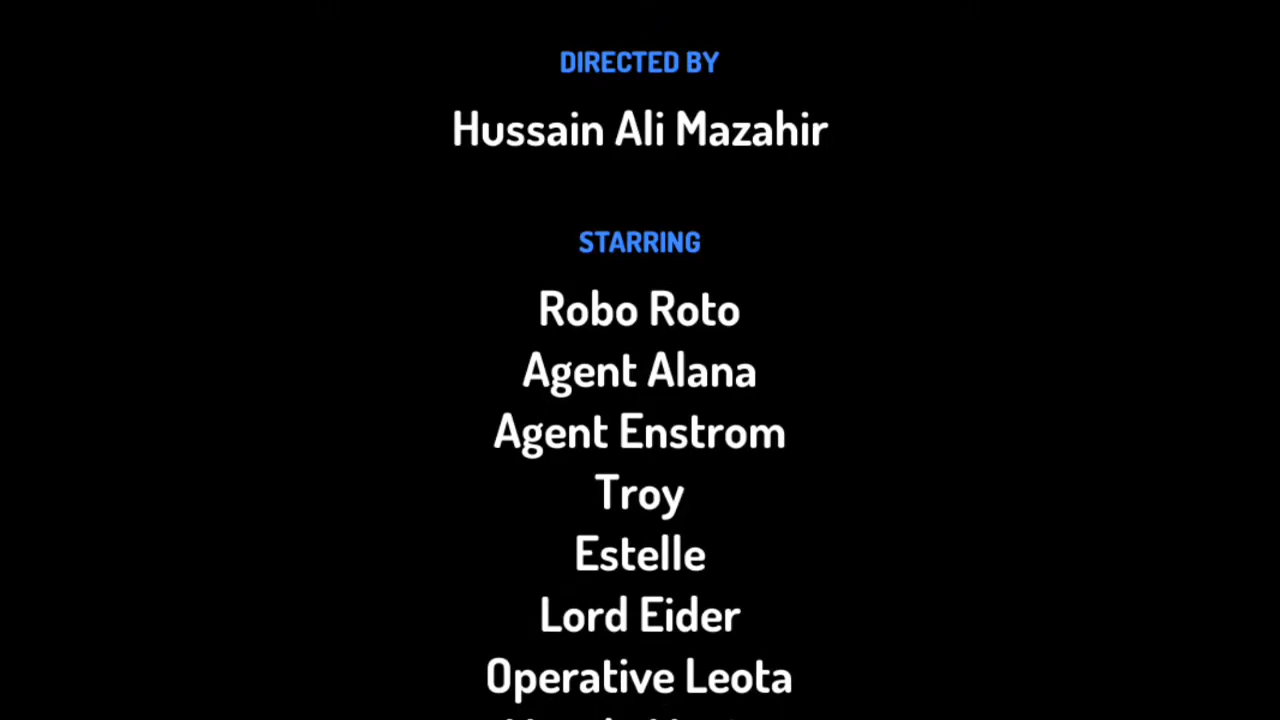 DIRECTED BY
Hussain Ali Mazahir
STARRING
Robo Roto
Agent Alana
Agent Enstrom
Troy
Estelle
Lord Eider
Operative Leota